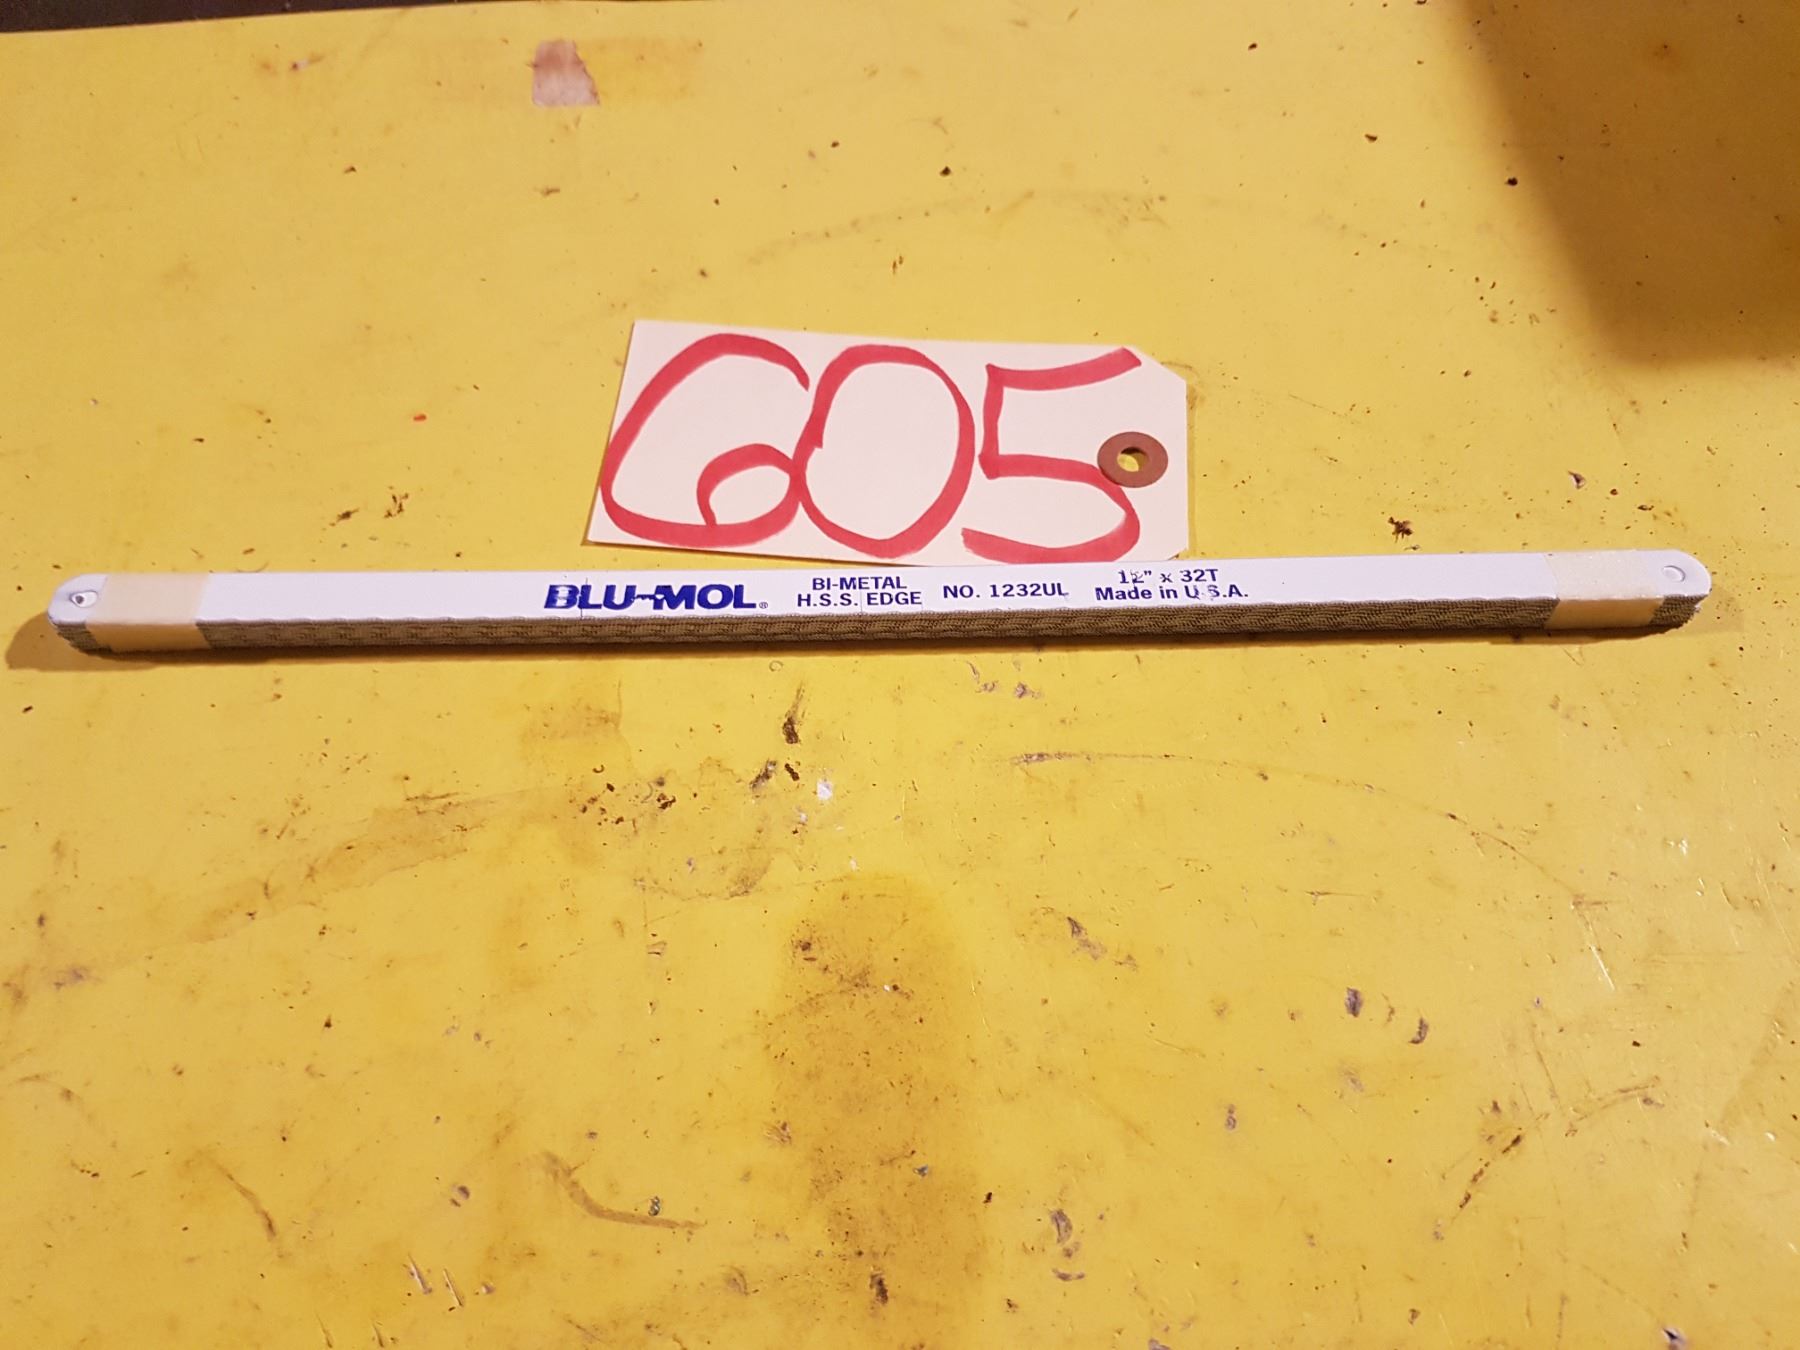 605
BLU-MOL®
BI-METAL
H.S.S. EDGE
NO. 1232UL
12" x 32T
Made in U.S.A.